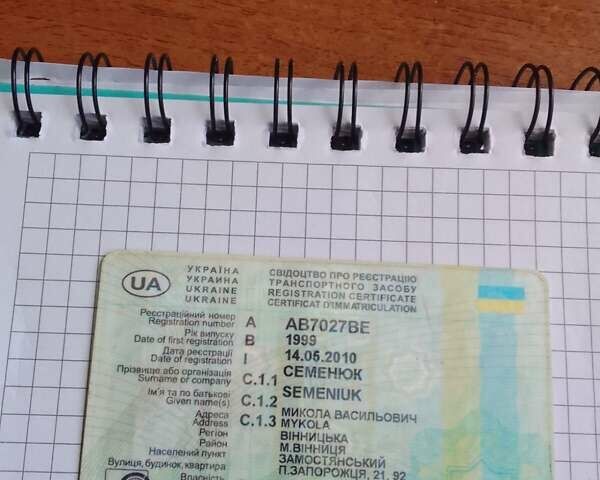 UA
УКРАЇНА
УКРАИНА
UKRAINE
UKRAINE
СВІДОЦТВО ПРО РЕЄСТРАЦІЮ
ТРАНСПОРТНОГО ЗАСОБУ
REGISTRATION CERTIFICATE
CERTIFICAT D'IMMATRICULATION
Реєстраційний номер
Registration number A AB7027BE
Рік випуску
Date of first registration B 1999
Дата реєстрації
Date of registration I 14.05.2010
Прізвище або організація
Surname of company C.1.1 СЕМЕНЮК
SEMENIUK
Ім'я та по батькові
Given name(s) C.1.2 МИКОЛА ВАСИЛЬОВИЧ
MYKOLA
Адреса
Address C.1.3
Регіон ВІННИЦЬКА
Район М.ВІННИЦЯ
Населений пункт ЗАМОСТЯНСЬКИЙ
Вулиця, будинок, квартира П.ЗАПОРОЖЦЯ, 21, 92
Власність